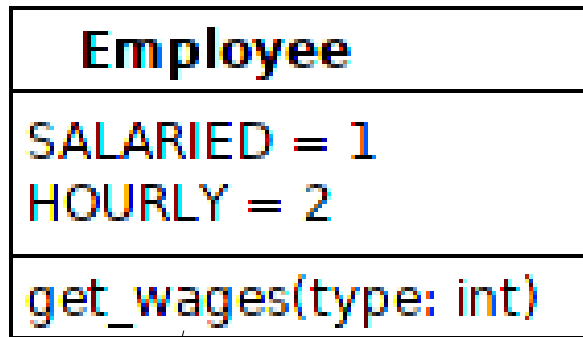 Employee
SALARIED = 1
HOURLY = 2
get_wages(type: int)